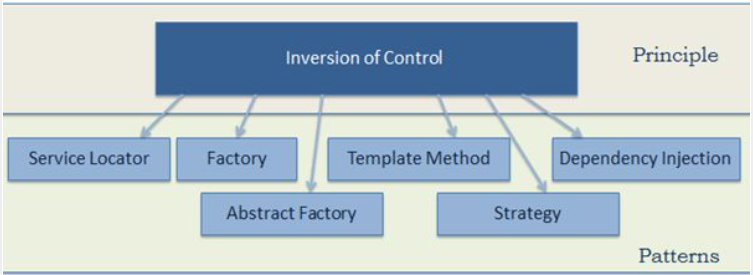 Inversion of Control
Principle
Service Locator
Factory
Template Method
Dependency Injection
Abstract Factory
Strategy
Patterns